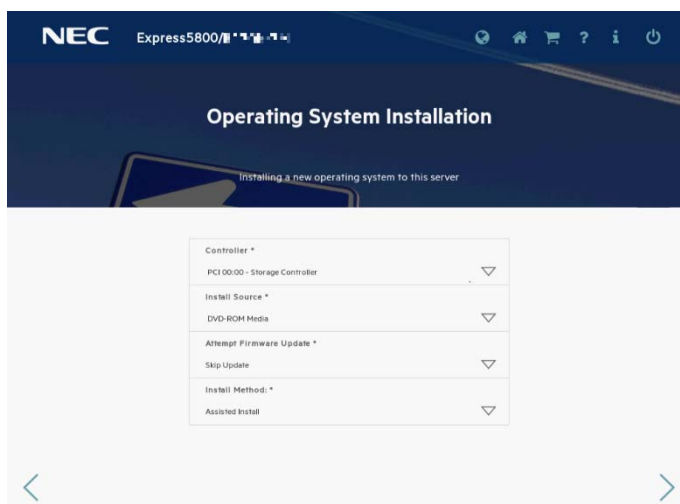 NEC
Express5800/
?
i
Operating System Installation
Installing a new operating system to this server
Controller *
PCI 00:00 - Storage Controller
Install Source *
DVD-ROM Media
Attempt Firmware Update *
Skip Update
Install Method: *
Assisted Install